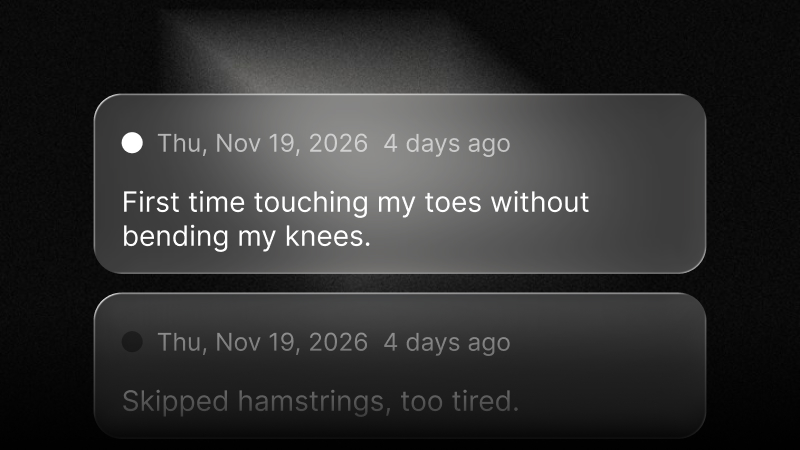 Thu, Nov 19, 2026 4 days ago
First time touching my toes without
bending my knees.
Thu, Nov 19, 2026 4 days ago
Skipped hamstrings, too tired.